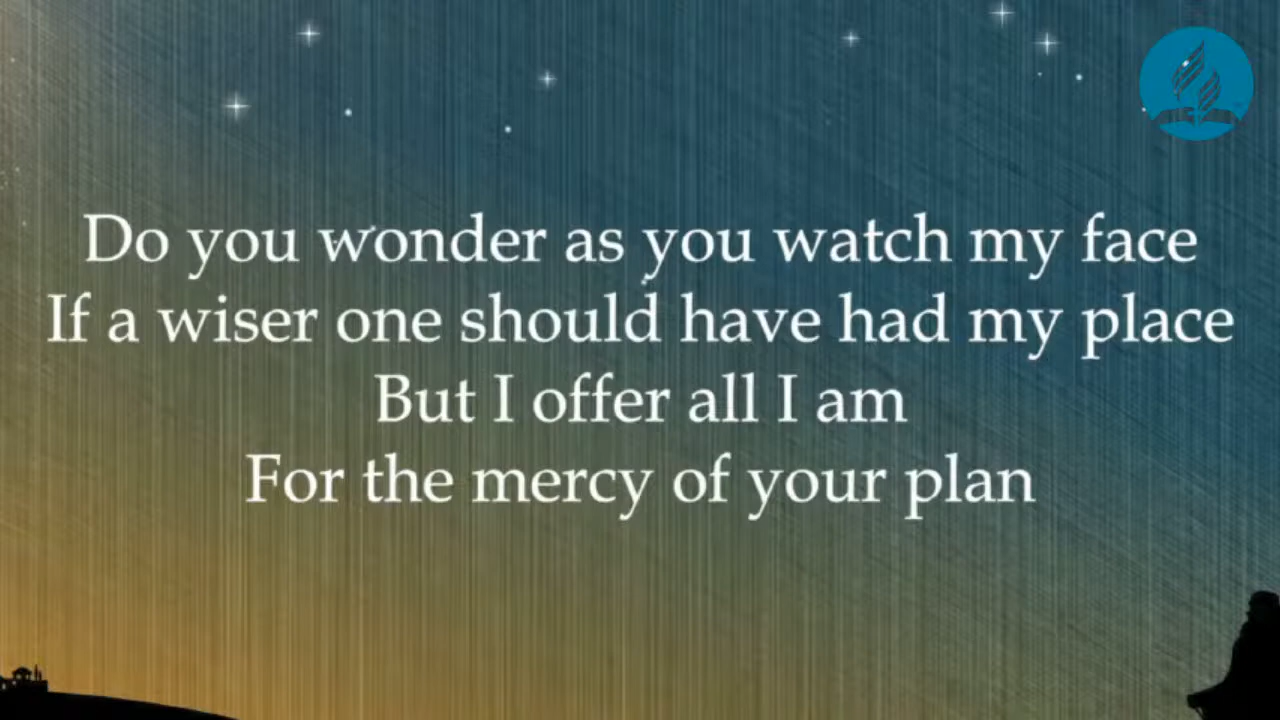 Do you wonder as you watch my face
If a wiser one should have had my place
But I offer all I am
For the mercy of your plan